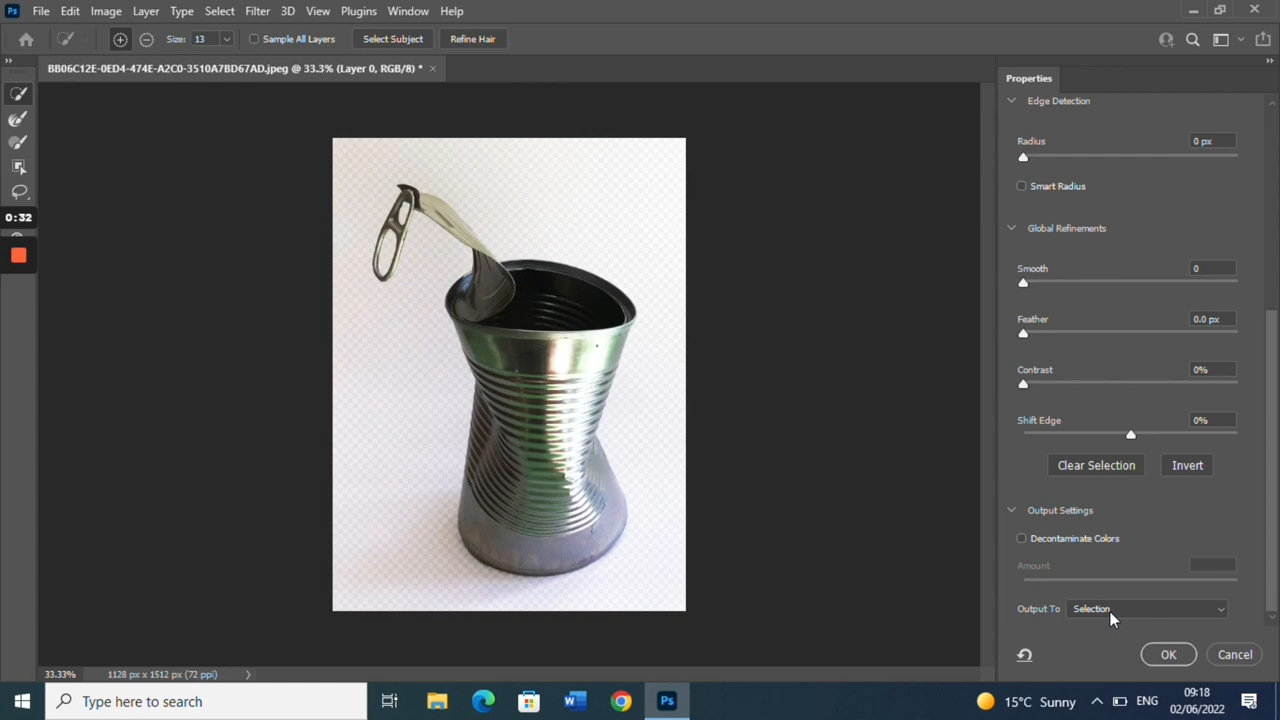 Ps File Edit Image Layer Type Select Filter 3D View Plugins Window Help
Size: 13 Sample All Layers Select Subject Refine Hair
BB06C12E-0ED4-474E-A2C0-3510A7BD67AD.jpeg @ 33.3% (Layer 0, RGB/8) *
Properties
Edge Detection
Radius 0 px
Smart Radius
0:32
Global Refinements
Smooth 0
Feather 0.0 px
Contrast 0%
Shift Edge 0%
Clear Selection Invert
Output Settings
Decontaminate Colors
Amount
Output To Selection
OK Cancel
33.33% 1128 px x 1512 px (72 ppi)
Type here to search
Ps
15°C Sunny
ENG
09:18
02/06/2022